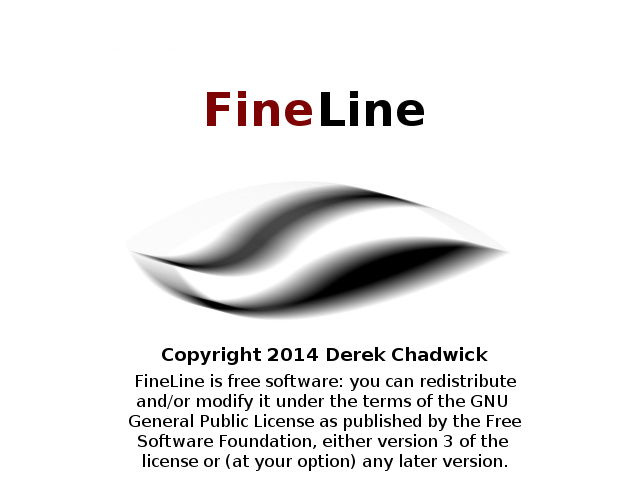 FineLine
Copyright 2014 Derek Chadwick
FineLine is free software: you can redistribute
and/or modify it under the terms of the GNU
General Public License as published by the Free
Software Foundation, either version 3 of the
license or (at your option) any later version.